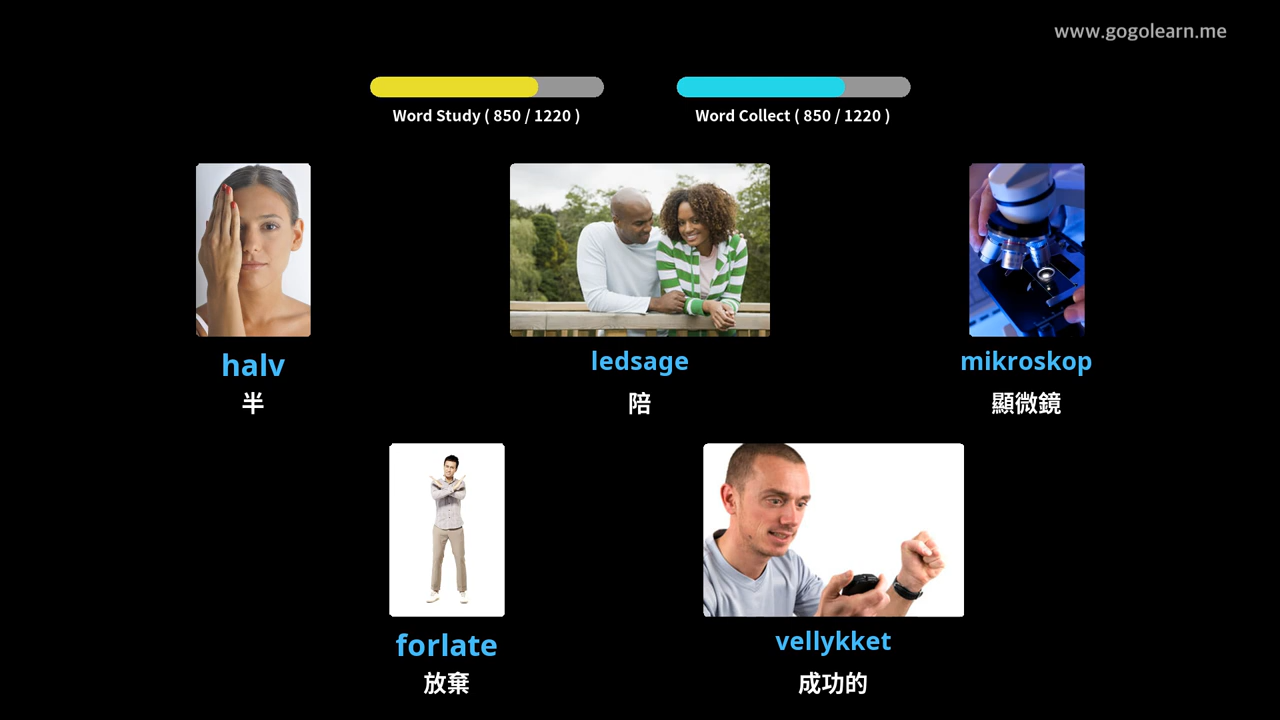 www.gogolearn.me
Word Study ( 850 / 1220 )
Word Collect ( 850 / 1220 )
halv
半
ledsage
陪
mikroskop
顯微鏡
forlate
放棄
vellykket
成功的